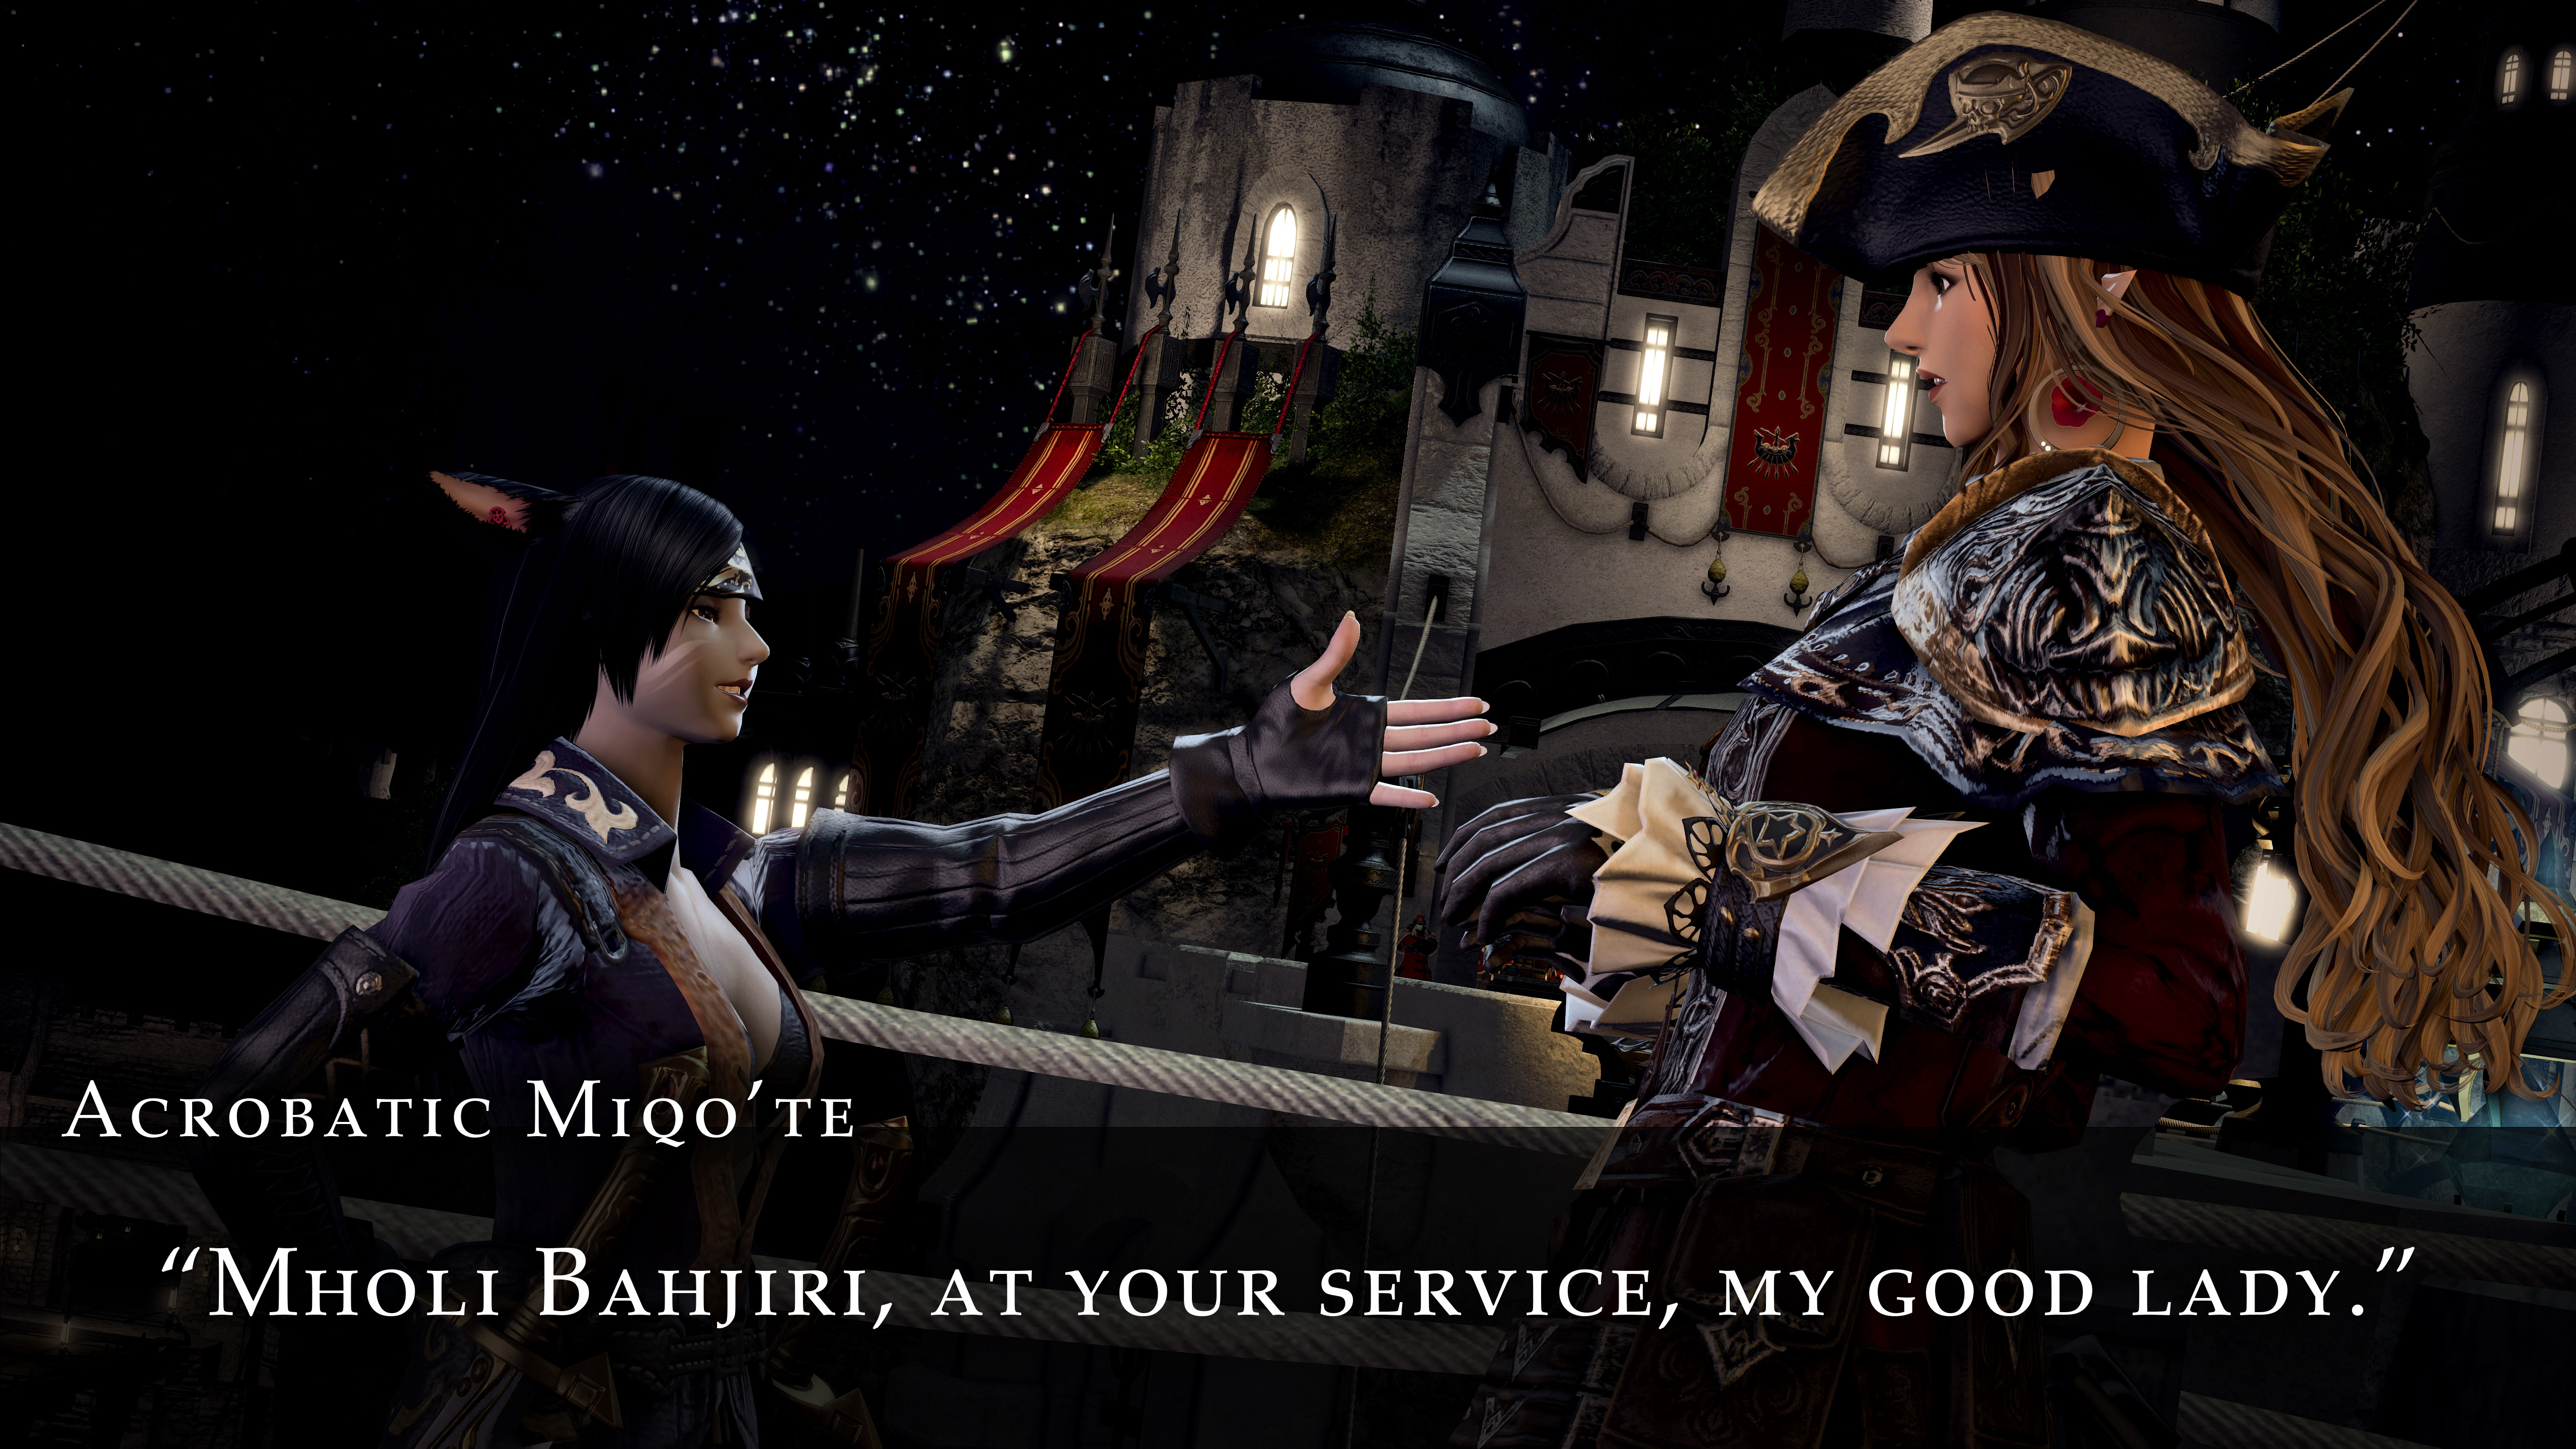 Acrobatic Miqo’te
“Mholi Bahjiri, at your service, my good lady.”